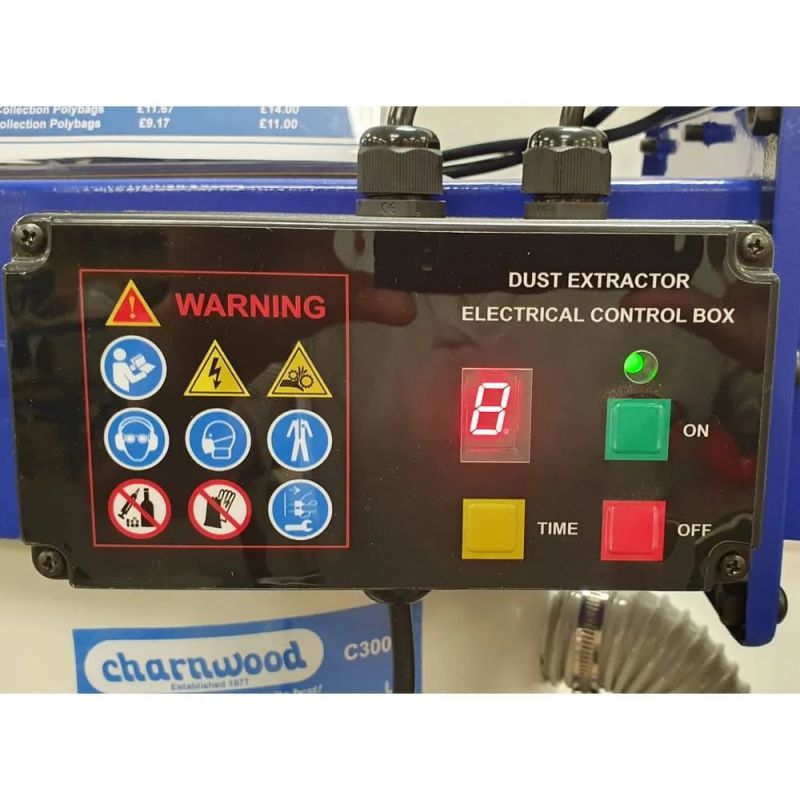 Collection Polybags £11.67 £14.00
Collection Polybags £9.17 £11.00
WARNING
DUST EXTRACTOR
ELECTRICAL CONTROL BOX
8
ON
TIME
OFF
charnwood
Established 1977
C300